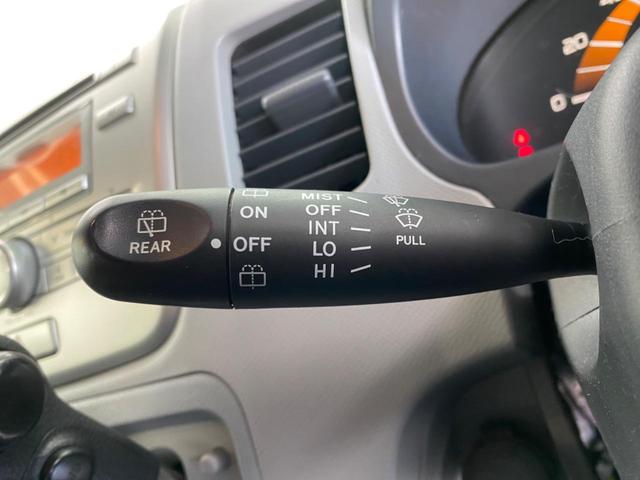 REAR
ON
OFF
MIST
OFF
INT
LO
HI
PULL
20
0